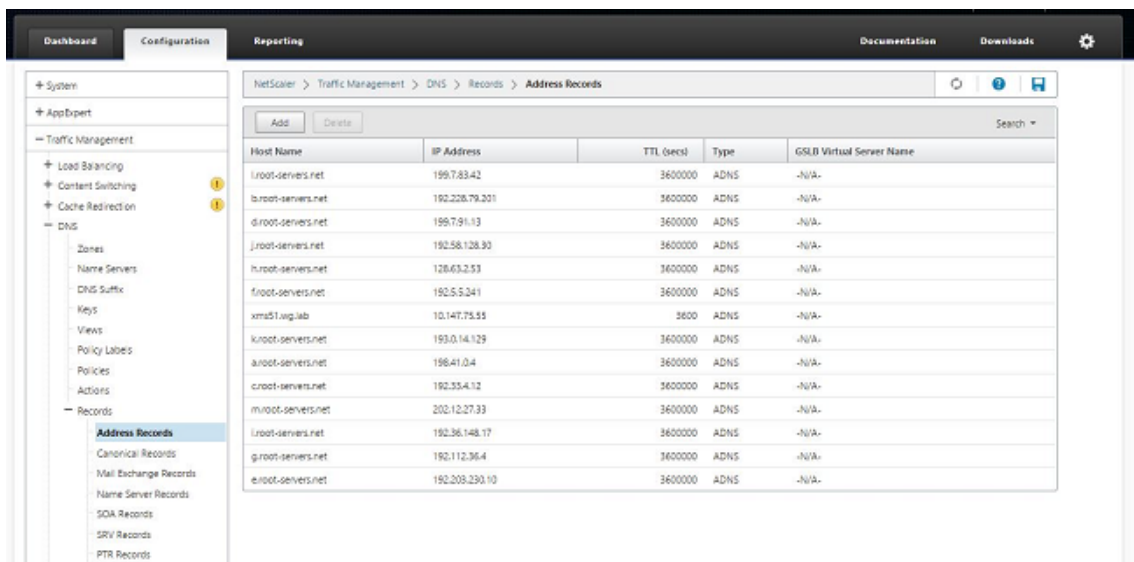 Dashboard Configuration Reporting Documentation Downloads
+ System
+ AppExpert
− Traffic Management
+ Load Balancing
+ Content Switching
+ Cache Redirection
− DNS
Zones
Name Servers
DNS Suffix
Keys
Views
Policy Labels
Policies
Actions
− Records
Address Records
Canonical Records
Mail Exchange Records
Name Server Records
SOA Records
SRV Records
PTR Records
NetScaler > Traffic Management > DNS > Records > Address Records
Add Delete Search
Host Name IP Address TTL (secs) Type GSLB Virtual Server Name
l.root-servers.net 199.7.83.42 3600000 ADNS -N/A-
b.root-servers.net 192.228.79.201 3600000 ADNS -N/A-
d.root-servers.net 199.7.91.13 3600000 ADNS -N/A-
j.root-servers.net 192.58.128.30 3600000 ADNS -N/A-
h.root-servers.net 128.63.2.53 3600000 ADNS -N/A-
f.root-servers.net 192.5.5.241 3600000 ADNS -N/A-
xms51.wg.lab 10.147.75.55 3600 ADNS -N/A-
k.root-servers.net 193.0.14.129 3600000 ADNS -N/A-
a.root-servers.net 198.41.0.4 3600000 ADNS -N/A-
c.root-servers.net 192.33.4.12 3600000 ADNS -N/A-
m.root-servers.net 202.12.27.33 3600000 ADNS -N/A-
i.root-servers.net 192.36.148.17 3600000 ADNS -N/A-
g.root-servers.net 192.112.36.4 3600000 ADNS -N/A-
e.root-servers.net 192.203.230.10 3600000 ADNS -N/A-